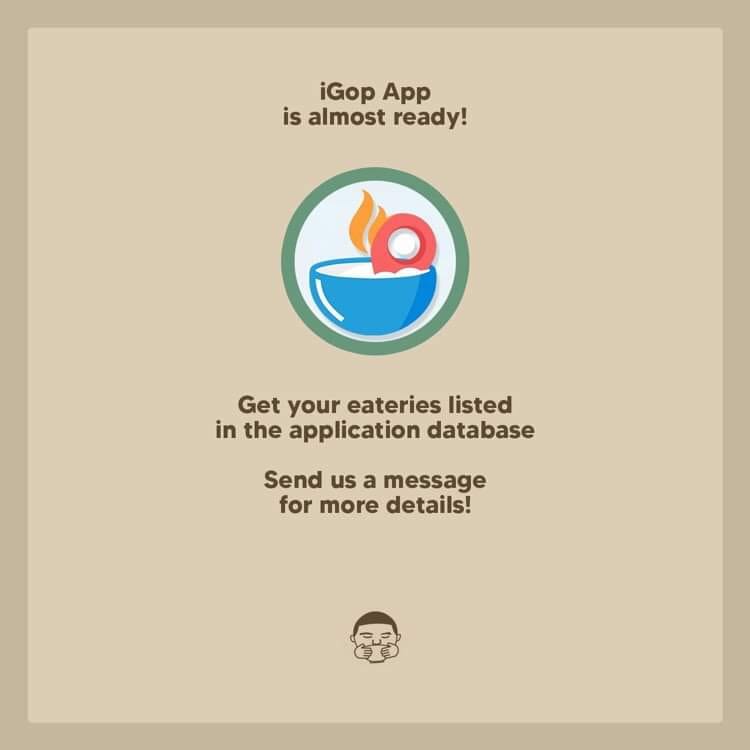 iGop App
is almost ready!
Get your eateries listed
in the application database
Send us a message
for more details!